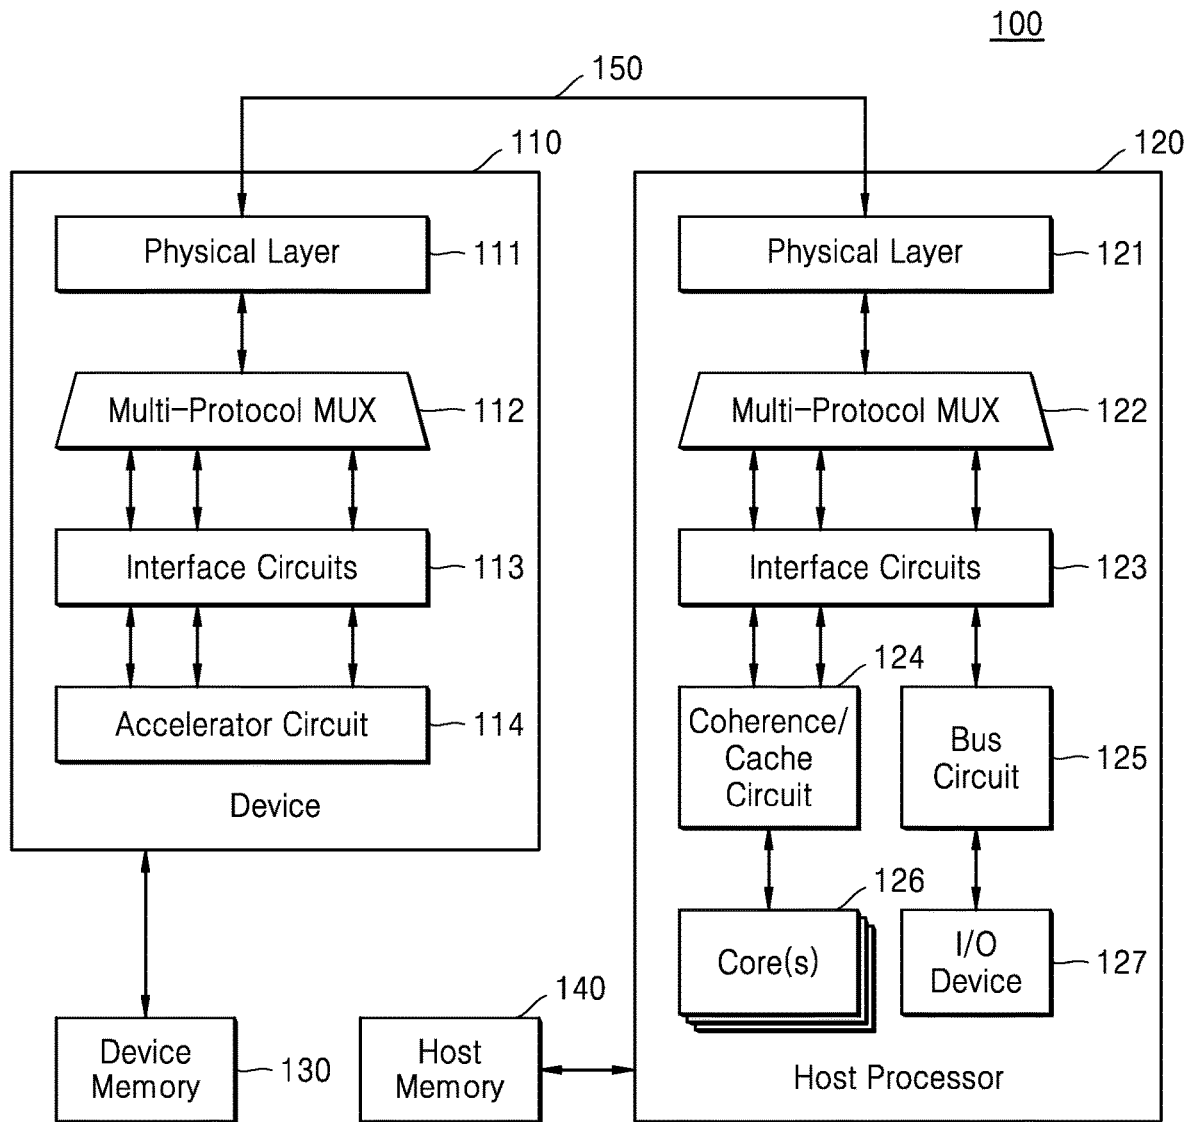 100
150
110
120
Physical Layer
111
Physical Layer
121
Multi-Protocol MUX
112
Multi-Protocol MUX
122
Interface Circuits
113
Interface Circuits
123
Accelerator Circuit
114
124
Coherence/
Cache
Circuit
Bus
Circuit
125
Device
126
Core(s)
I/O
Device
127
Device
Memory
130
140
Host
Memory
Host Processor